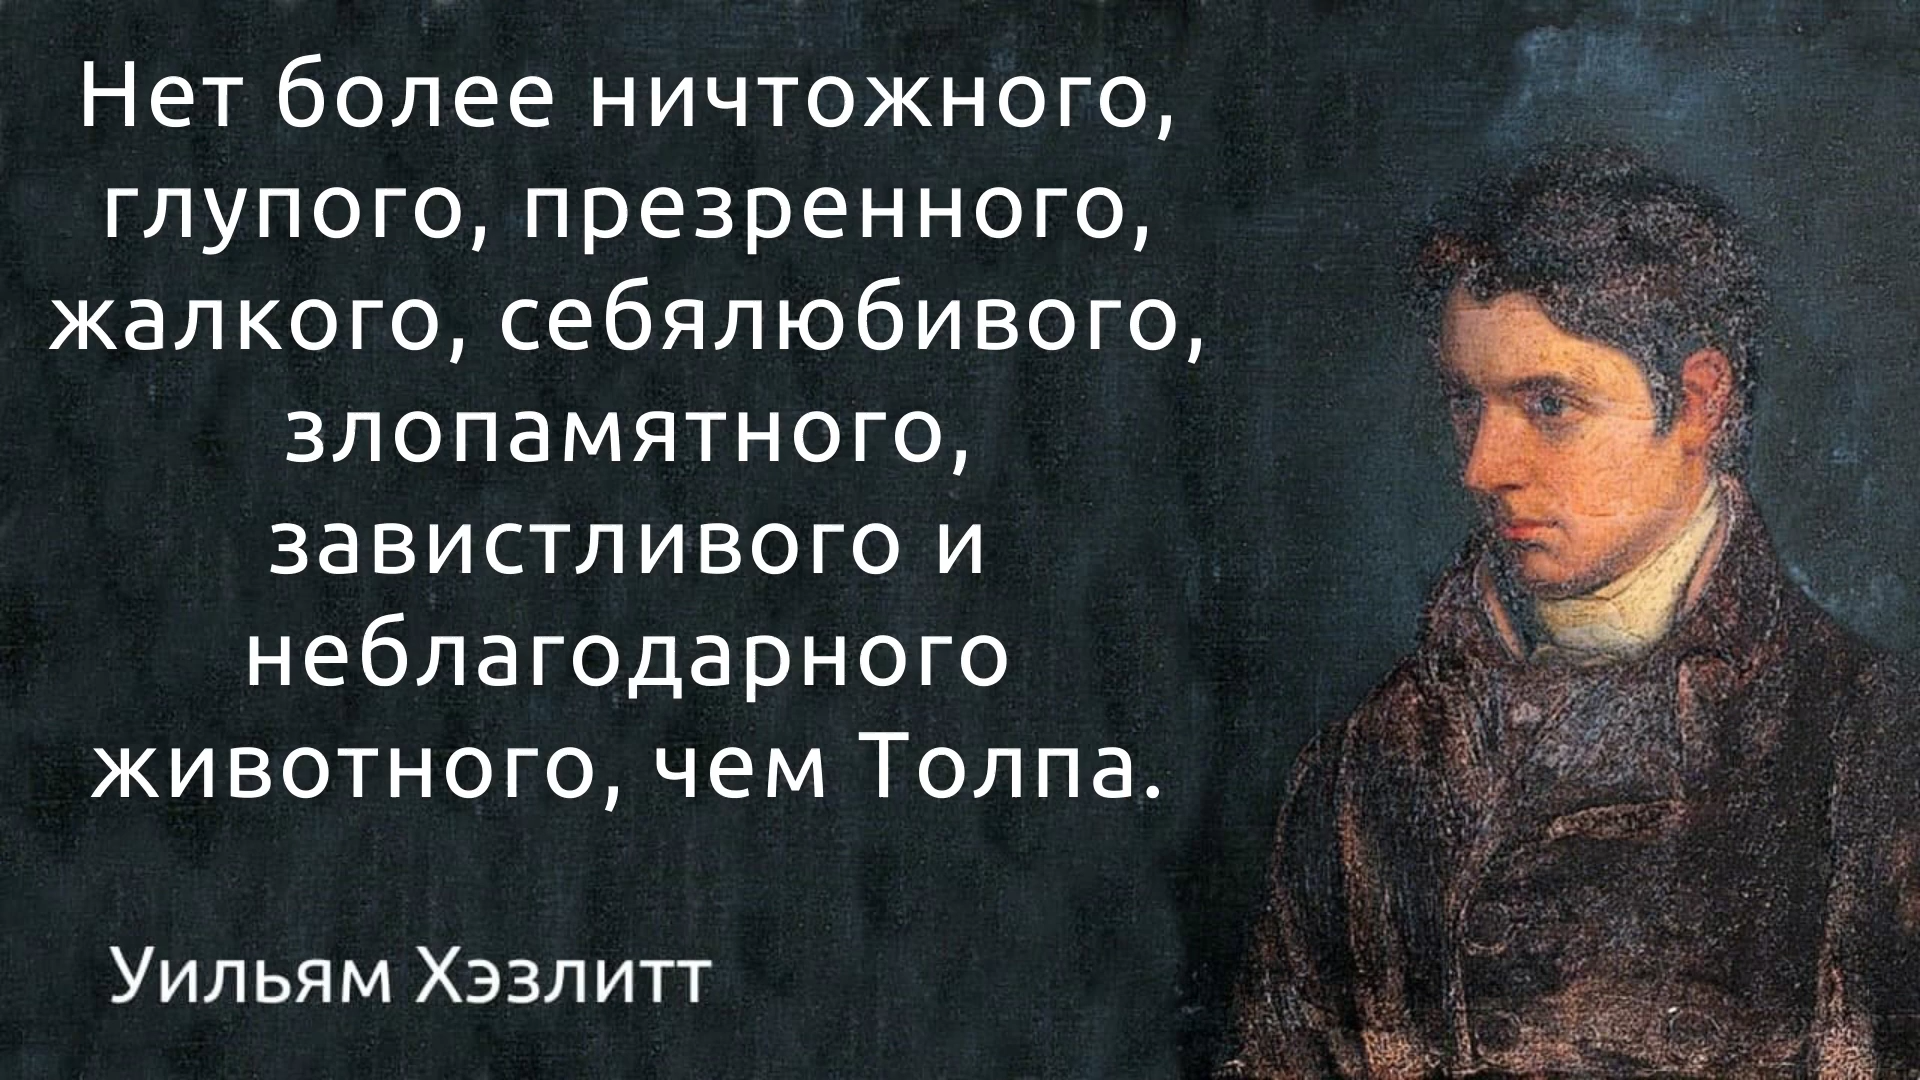 Нет более ничтожного,
глупого, презренного,
жалкого, себялюбивого,
злопамятного,
завистливого и
неблагодарного
животного, чем Толпа.
Уильям Хэзлитт